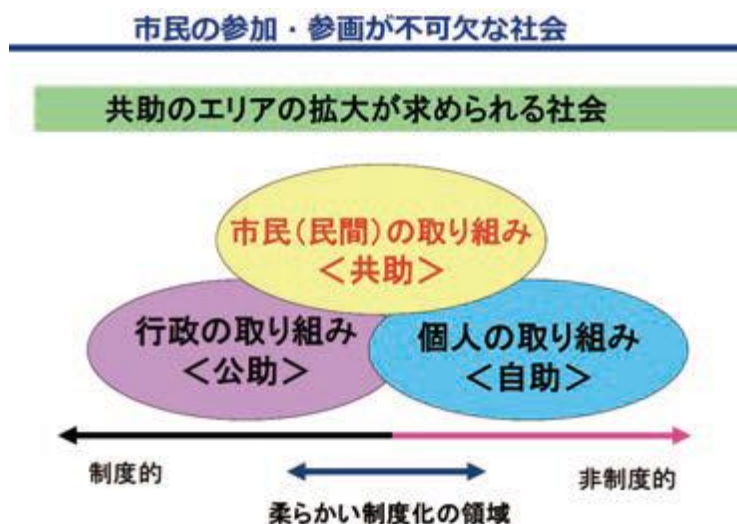 市民の参加・参画が不可欠な社会
共助のエリアの拡大が求められる社会
市民(民間)の取り組み
＜共助＞
行政の取り組み
＜公助＞
個人の取り組み
＜自助＞
制度的
非制度的
柔らかい制度化の領域